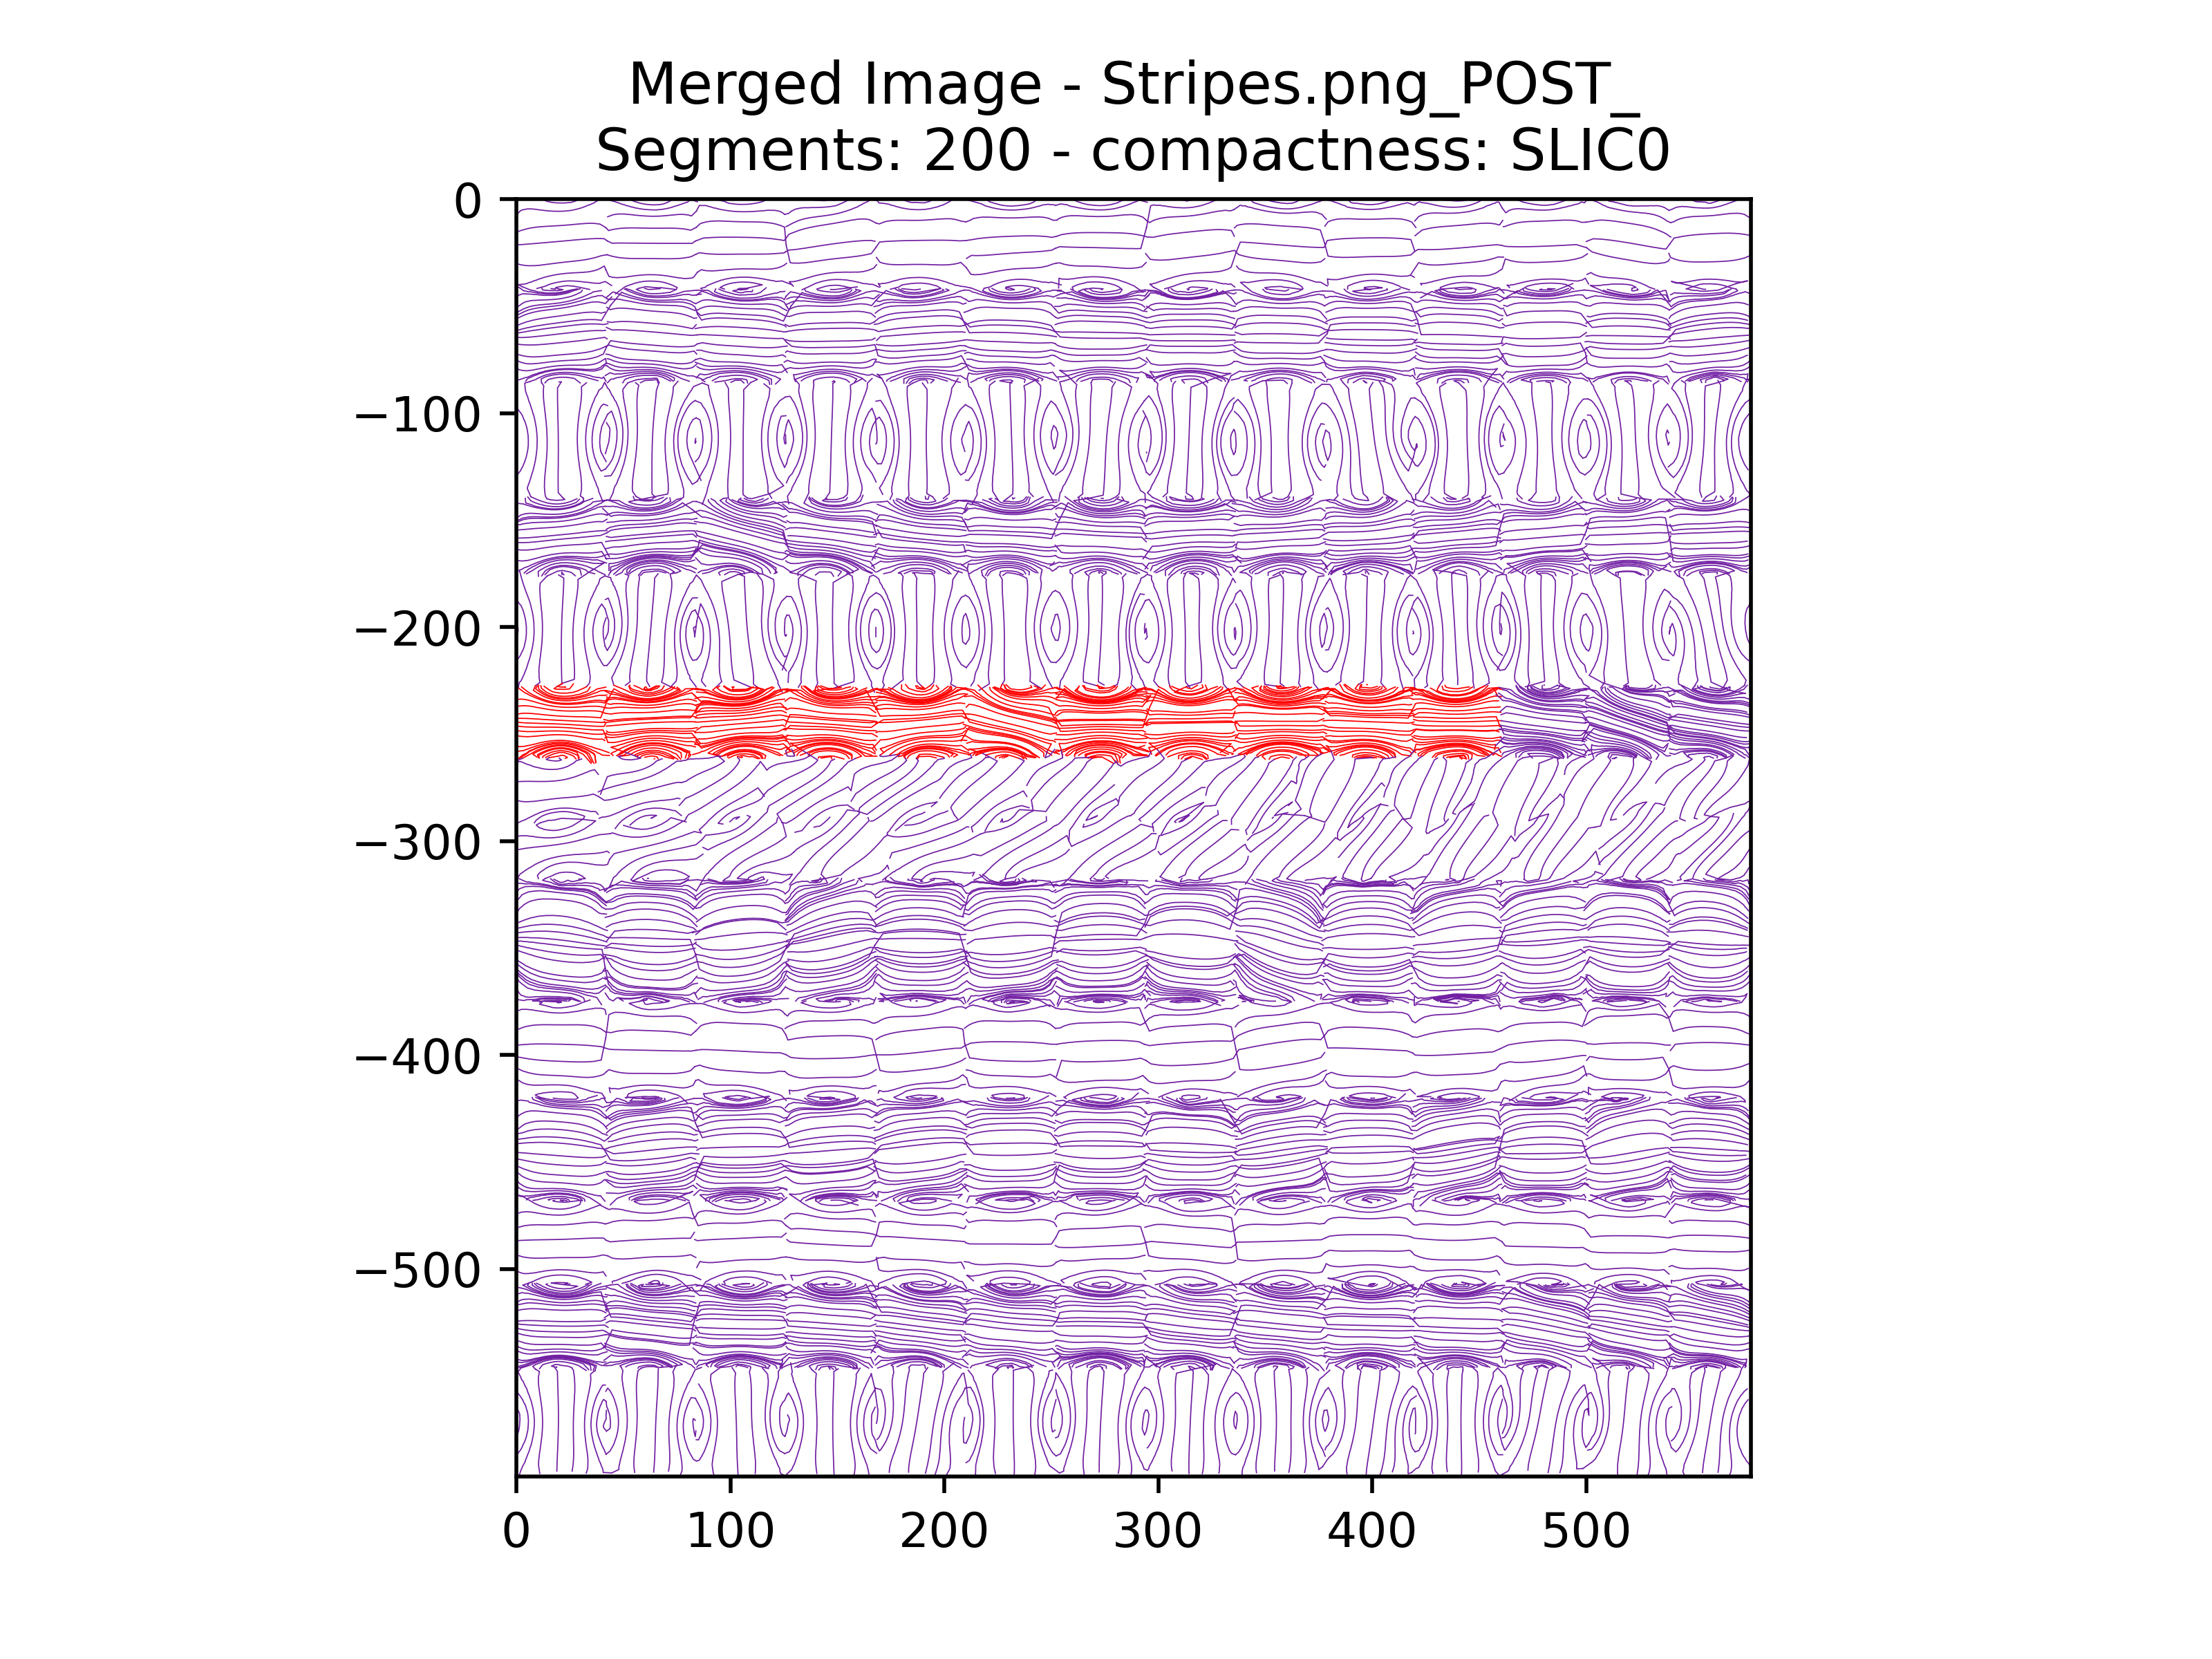 Merged Image - Stripes.png_POST_
Segments: 200 - compactness: SLIC0
0
−100
−200
−300
−400
−500
0 100 200 300 400 500